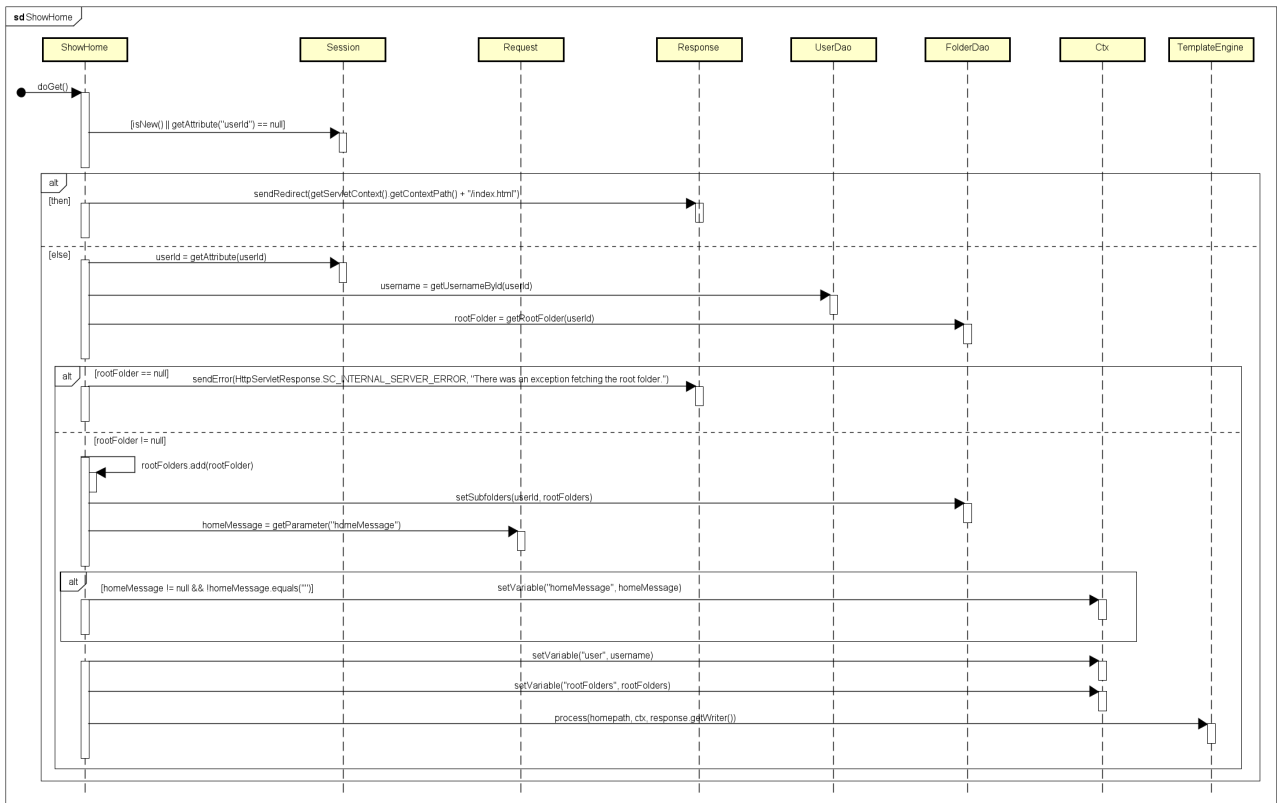 sd ShowHome
ShowHome
Session
Request
Response
UserDao
FolderDao
Ctx
TemplateEngine
doGet()
[isNew() || getAttribute("userId") == null]
alt
[then]
sendRedirect(getServletContext().getContextPath() + "/index.html")
[else]
userId = getAttribute(userId)
username = getUsernameById(userId)
rootFolder = getRootFolder(userId)
alt
[rootFolder == null]
sendError(HttpServletResponse.SC_INTERNAL_SERVER_ERROR, "There was an exception fetching the root folder.")
[rootFolder != null]
rootFolders.add(rootFolder)
setSubfolders(userId, rootFolders)
homeMessage = getParameter("homeMessage")
alt
[homeMessage != null && !homeMessage.equals("")]
setVariable("homeMessage", homeMessage)
setVariable("user", username)
setVariable("rootFolders", rootFolders)
process(homepath, ctx, response.getWriter())